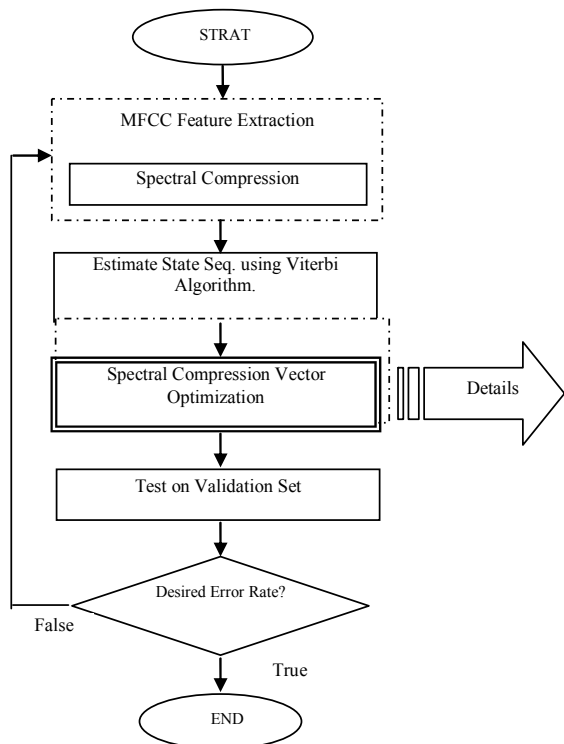 STRAT
MFCC Feature Extraction
Spectral Compression
Estimate State Seq. using Viterbi
Algorithm.
Spectral Compression Vector
Optimization
Details
Test on Validation Set
Desired Error Rate?
False
True
END